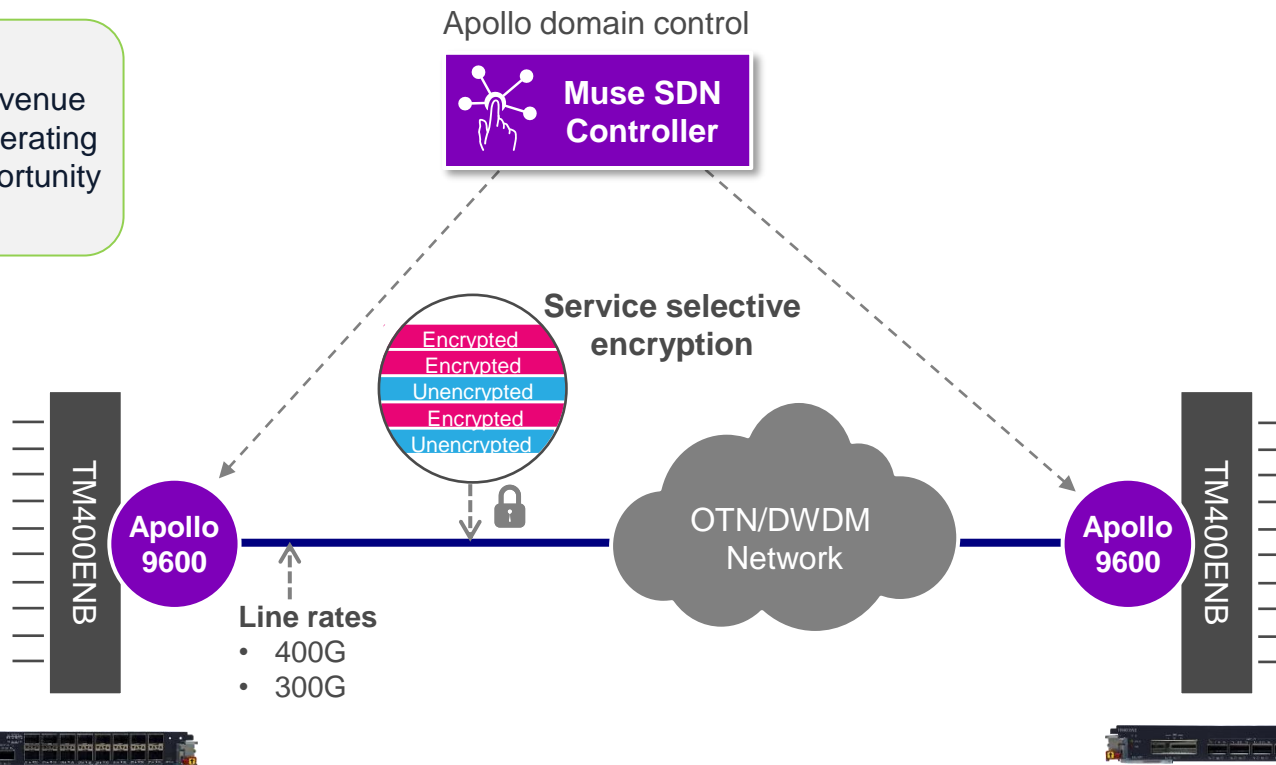 Apollo domain control
Muse SDN
Controller
venue
erating
ortunity
Service selective
encryption
Encrypted
Encrypted
Unencrypted
Encrypted
Unencrypted
TM400ENB
Apollo
9600
OTN/DWDM
Network
Apollo
9600
TM400ENB
Line rates
• 400G
• 300G